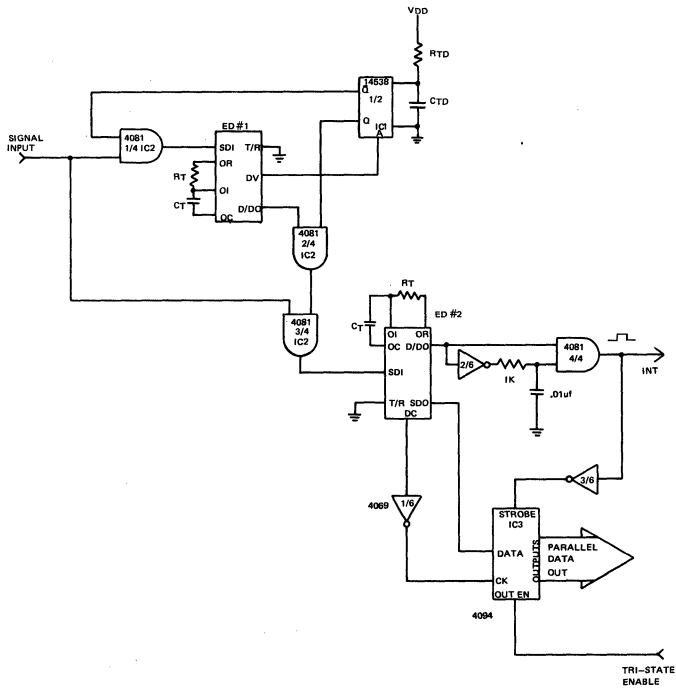 VDD
RTD
14538
Q̅
1/2
CTD
Q
IC1
A
SIGNAL
INPUT
4081
1/4 IC2
ED #1
SDI
T/R
OR
RT
DV
OI
CT
D/DO
OC
4081
2/4
IC2
4081
3/4
IC2
RT
ED #2
CT
OI
OR
OC
D/DO
4081
4/4
2/6
1K
INT
.01uf
SDI
T/R
SDO
DC
3/6
4069
1/6
STROBE
IC3
DATA
OUTPUTS
PARALLEL
DATA
OUT
CK
OUT EN
4094
TRI-STATE
ENABLE